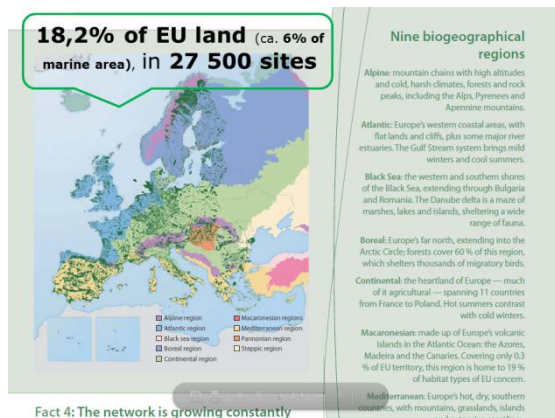 18,2% of EU land (ca. 6% of
marine area), in 27 500 sites
Alpine region
Atlantic region
Black sea region
Boreal region
Continental region
Macaronesian regions
Mediterranean region
Pannonian region
Steppic region
Fact 4: The network is growing constantly
Nine biogeographical
regions
Alpine: mountain chains with high altitudes
and cold, harsh climates, forests and rock
peaks, including the Alps, Pyrenees and
Apennine mountains.
Atlantic: Europe's western coastal areas, with
flat lands and cliffs, plus some major river
estuaries. The Gulf Stream system brings mild
winters and cool summers.
Black Sea: the western and southern shores
of the Black Sea, extending through Bulgaria
and Romania. The Danube delta is a maze of
marshes, lakes and islands, sheltering a wide
range of fauna.
Boreal: Europe's far north, extending into the
Arctic Circle; forests cover 60 % of this region,
which shelters thousands of migratory birds.
Continental: the heartland of Europe — much
of it agricultural — spanning 11 countries
from France to Poland. Hot summers contrast
with cold winters.
Macaronesian: made up of Europe's volcanic
islands in the Atlantic Ocean: the Azores,
Madeira and the Canaries. Covering only 0.3
% of EU territory, this region is home to 19 %
of habitat types of EU concern.
Mediterranean: Europe's hot, dry, southern
countries, with mountains, grasslands, islands